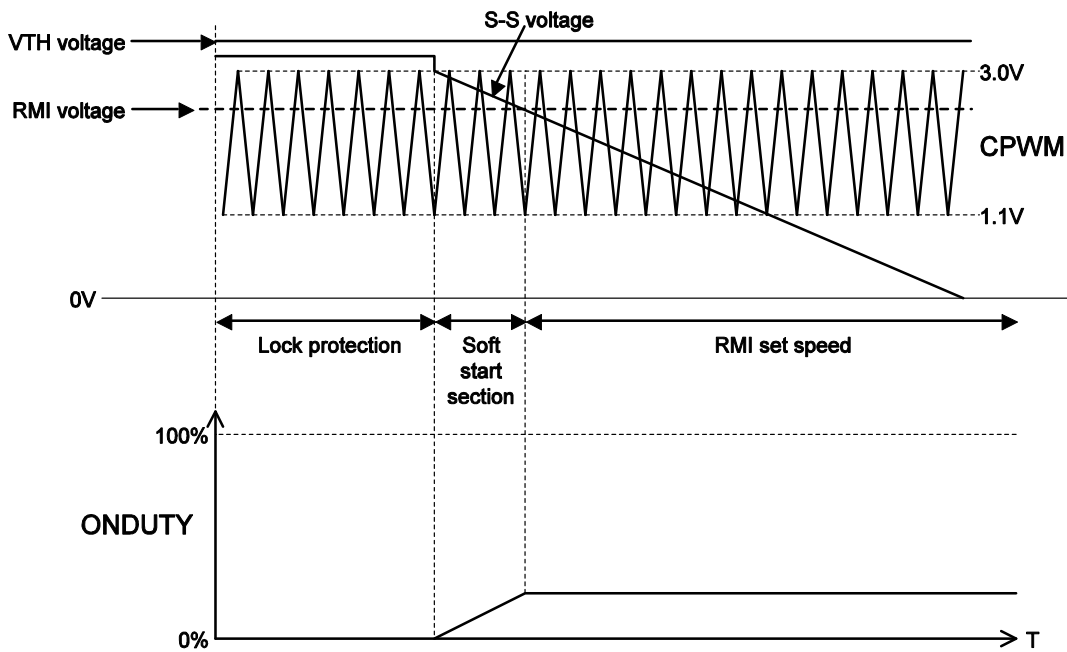 S-S voltage
VTH voltage
3.0V
RMI voltage
CPWM
1.1V
0V
Lock protection
Soft
start
section
RMI set speed
100%
ONDUTY
0%
T